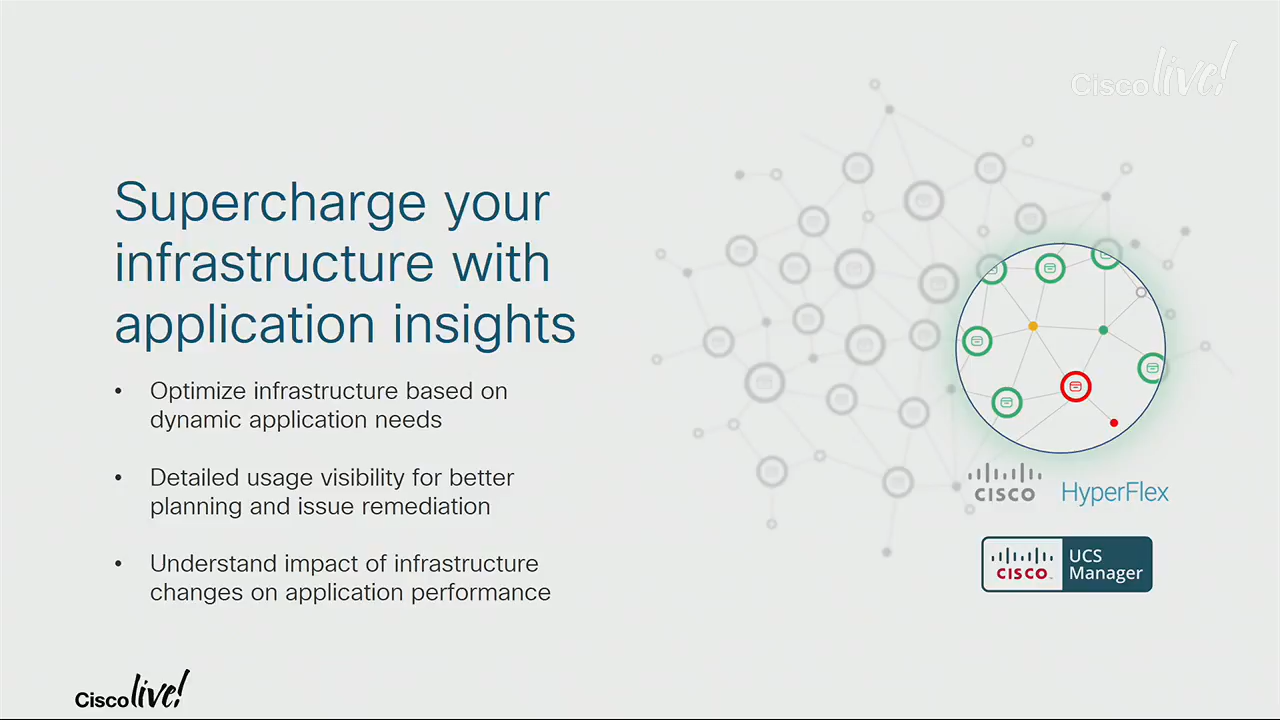 Cisco live!
Supercharge your
infrastructure with
application insights
• Optimize infrastructure based on
dynamic application needs
• Detailed usage visibility for better
planning and issue remediation
• Understand impact of infrastructure
changes on application performance
CISCO HyperFlex
CISCO UCS Manager
Cisco live!